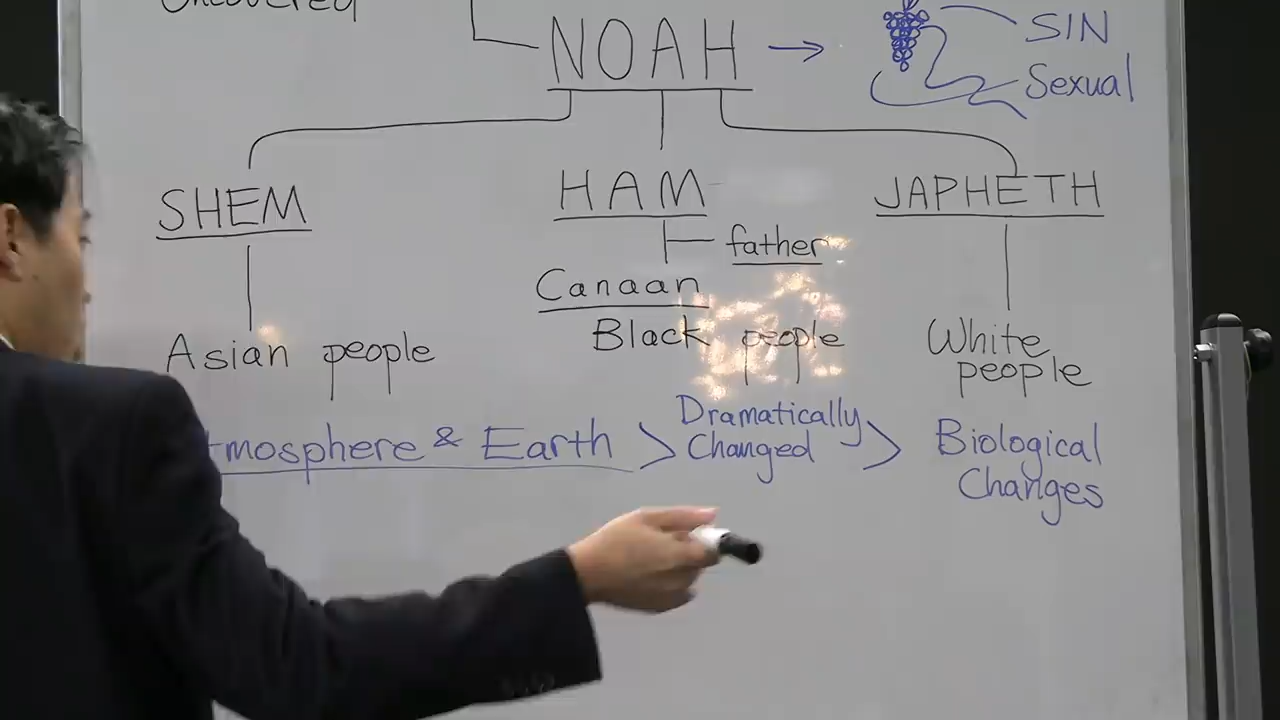 Uncovered
NOAH → SIN
Sexual
SHEM HAM JAPHETH
father
Canaan
Asian people Black people White
people
tmosphere & Earth > Dramatically
Changed > Biological
Changes